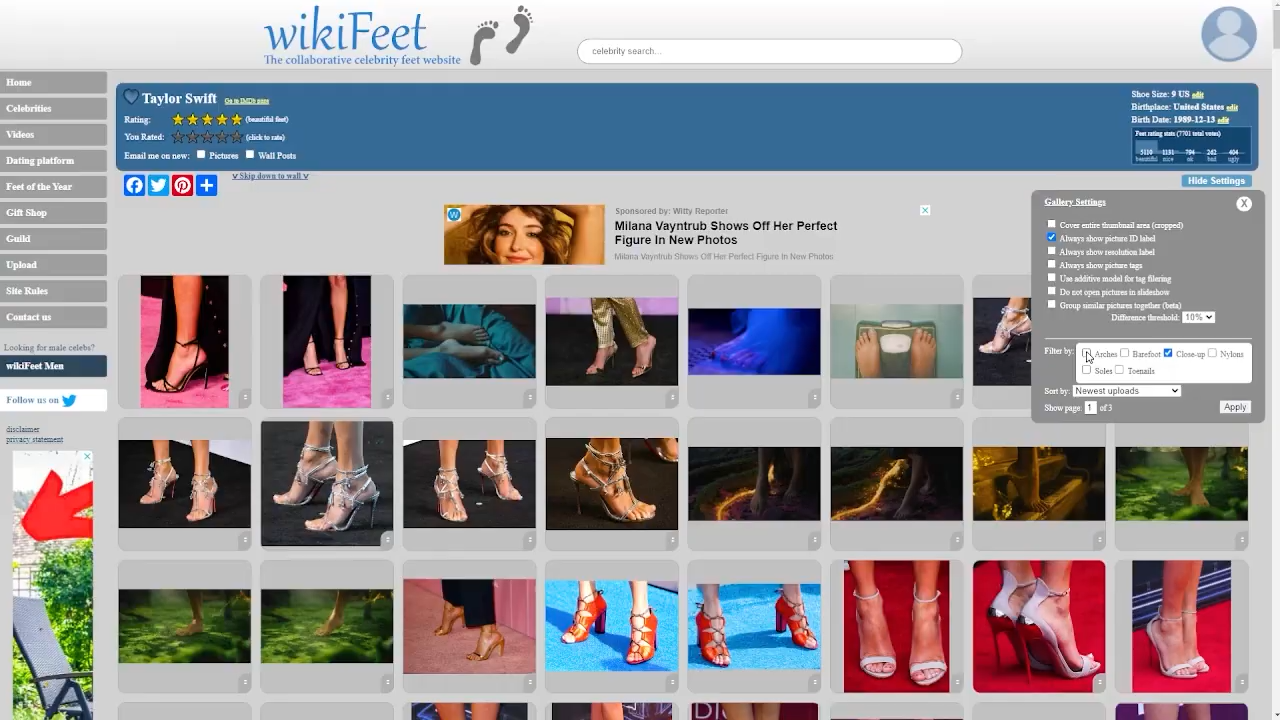 wikiFeet
The collaborative celebrity feet website
celebrity search...
Home
Celebrities
Videos
Dating platform
Feet of the Year
Gift Shop
Guild
Upload
Site Rules
Contact us
Looking for male celebs?
wikiFeet Men
Follow us on
disclaimer
privacy statement
Taylor Swift Go to IMDb page
Rating: (beautiful feet)
You Rated: (click to rate)
Email me on new: Pictures Wall Posts
Shoe Size: 9 US edit
Birthplace: United States edit
Birth Date: 1989-12-13 edit
Feet rating stats (7701 total votes)
5110 1131 794 262 404
beautiful nice ok bad ugly
V Skip down to wall V
Hide Settings
Sponsored by: Witty Reporter
Milana Vayntrub Shows Off Her Perfect
Figure In New Photos
Milana Vayntrub Shows Off Her Perfect Figure In New Photos
Gallery Settings X
Cover entire thumbnail area (cropped)
Always show picture ID label
Always show resolution label
Always show picture tags
Use additive model for tag filtering
Do not open pictures in slideshow
Group similar pictures together (beta)
Difference threshold: 10%
Filter by: Arches Barefoot Close-up Nylons
Soles Toenails
Sort by: Newest uploads
Show page: 1 of 3 Apply